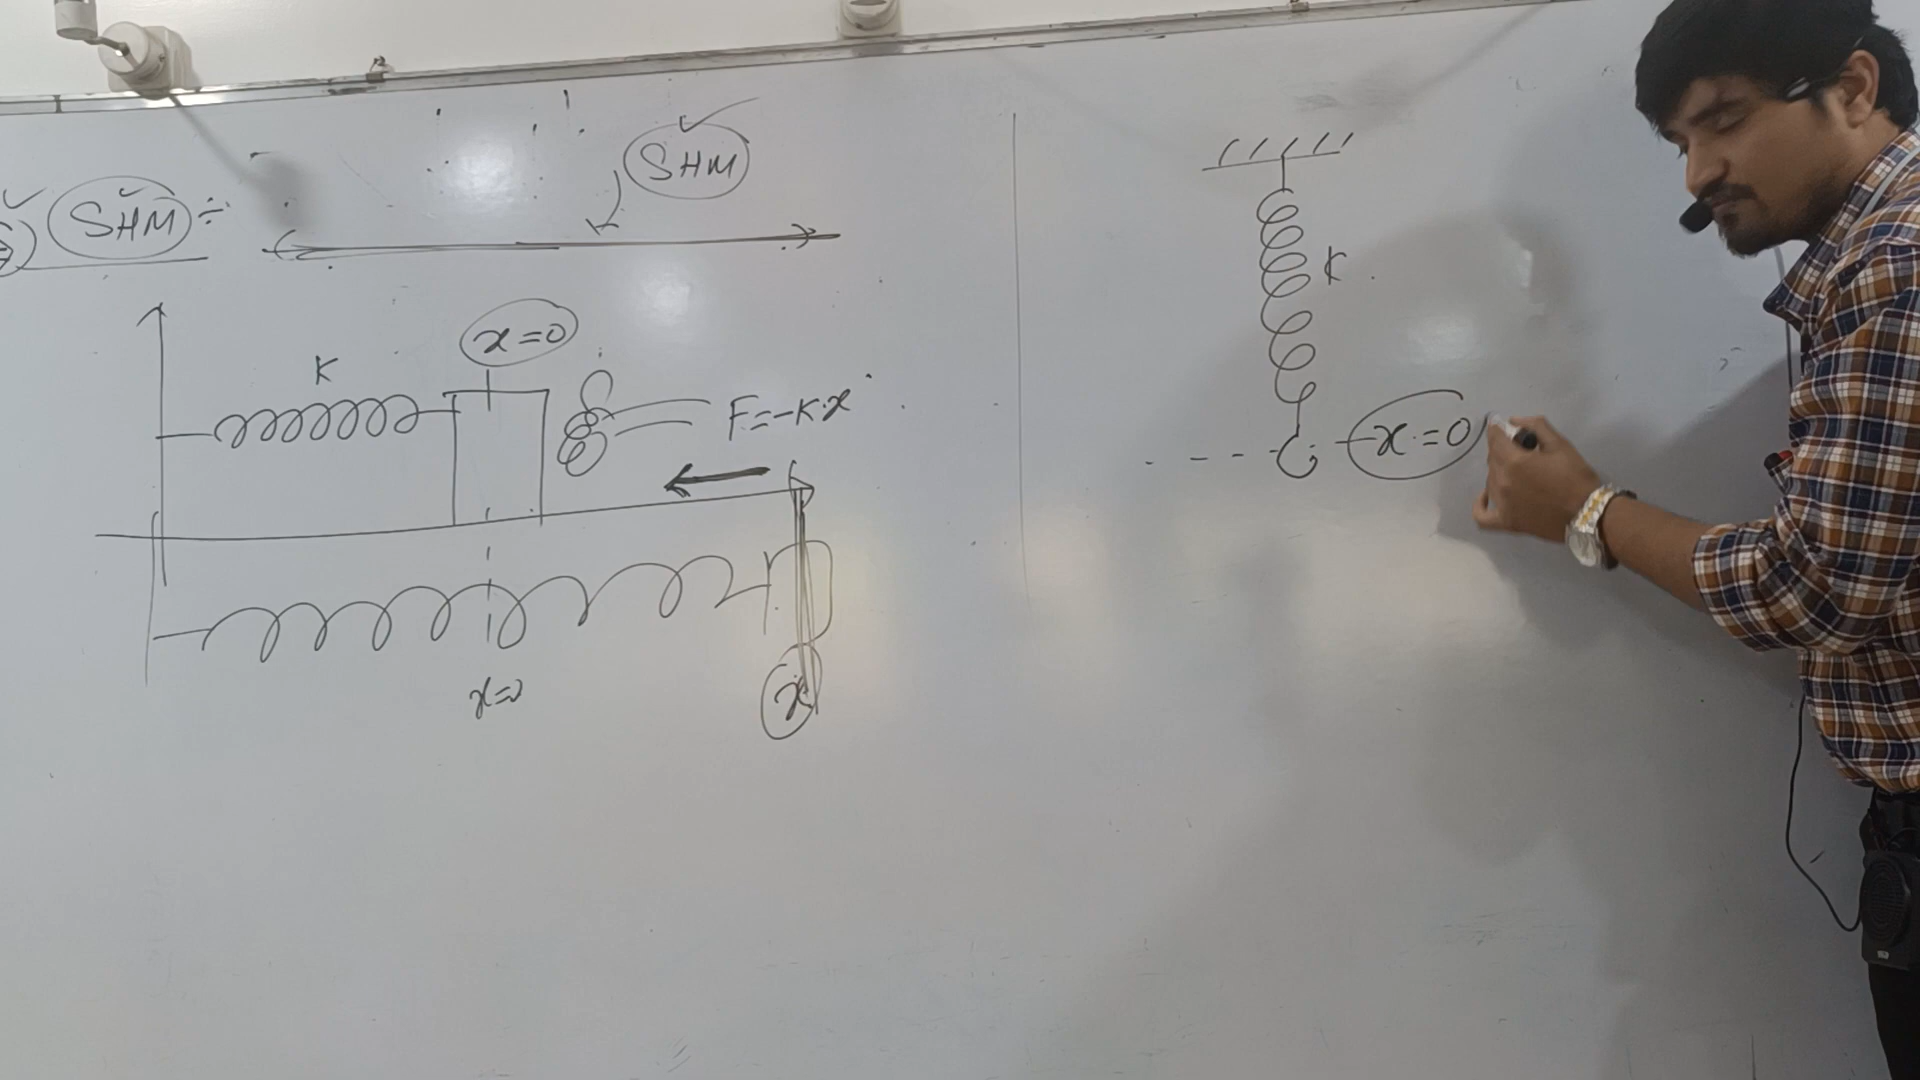 SHM
SHM ÷
x=0
K
F=-K.x
x=0
x
K
x=0